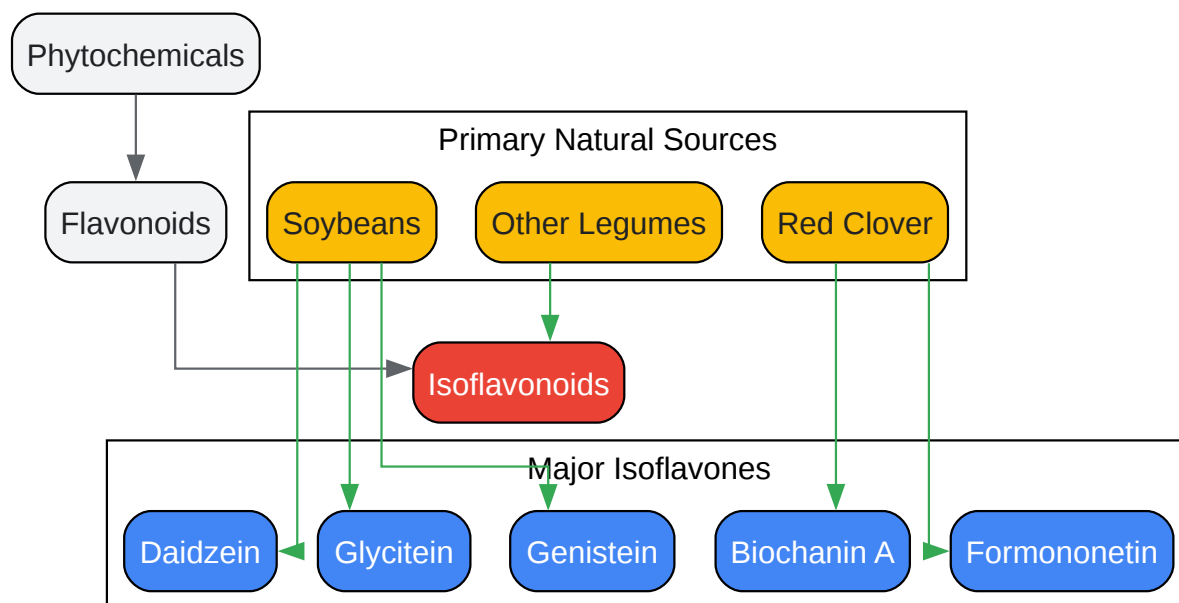 Phytochemicals
Primary Natural Sources
Flavonoids
Soybeans
Other Legumes
Red Clover
Isoflavonoids
Major Isoflavones
Daidzein
Glycitein
Genistein
Biochanin A
Formononetin